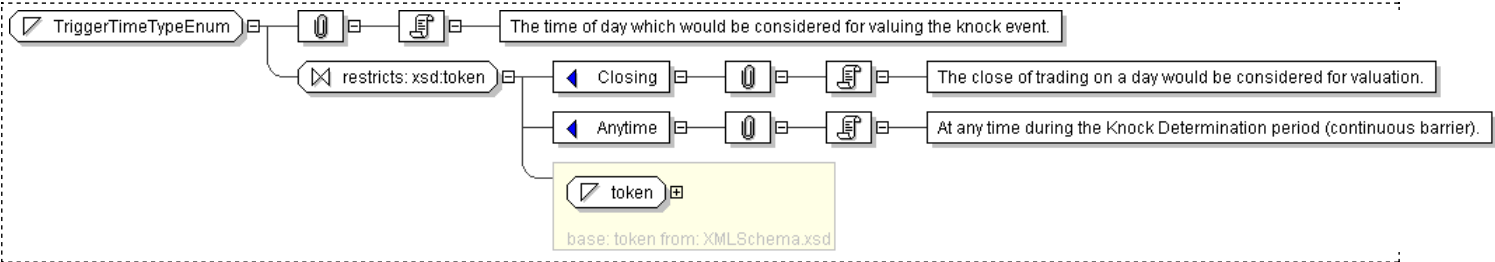 TriggerTimeTypeEnum
The time of day which would be considered for valuing the knock event.
restricts: xsd:token
Closing
The close of trading on a day would be considered for valuation.
Anytime
At any time during the Knock Determination period (continuous barrier).
token
base: token from: XMLSchema.xsd